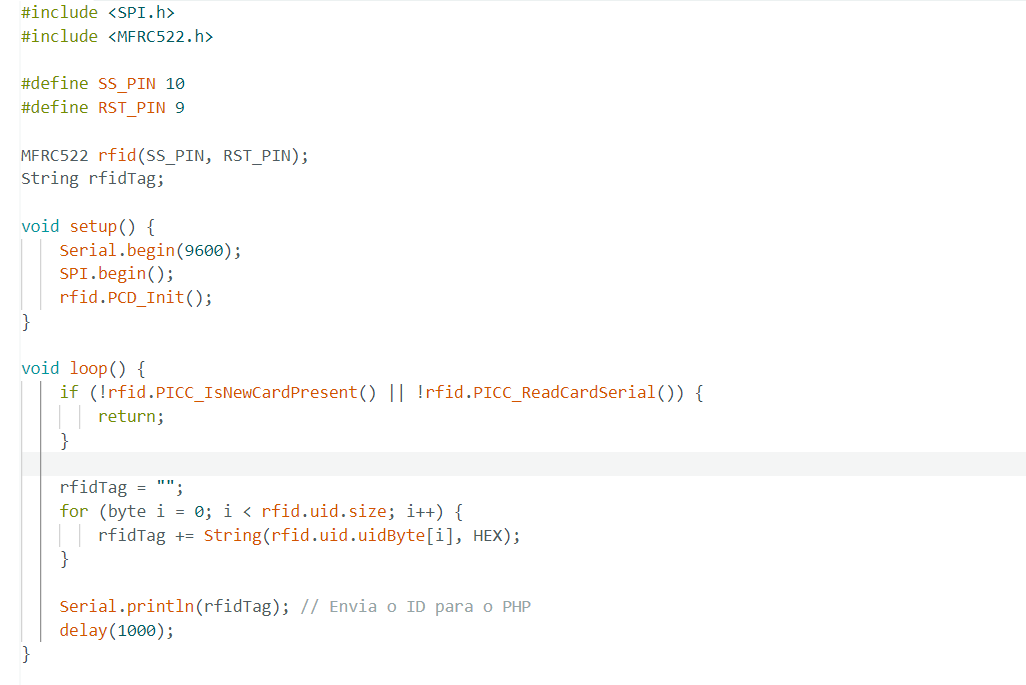 #include <SPI.h>
#include <MFRC522.h>

#define SS_PIN 10
#define RST_PIN 9

MFRC522 rfid(SS_PIN, RST_PIN);
String rfidTag;

void setup() {
    Serial.begin(9600);
    SPI.begin();
    rfid.PCD_Init();
}

void loop() {
    if (!rfid.PICC_IsNewCardPresent() || !rfid.PICC_ReadCardSerial()) {
        return;
    }

    rfidTag = "";
    for (byte i = 0; i < rfid.uid.size; i++) {
        rfidTag += String(rfid.uid.uidByte[i], HEX);
    }

    Serial.println(rfidTag); // Envia o ID para o PHP
    delay(1000);
}